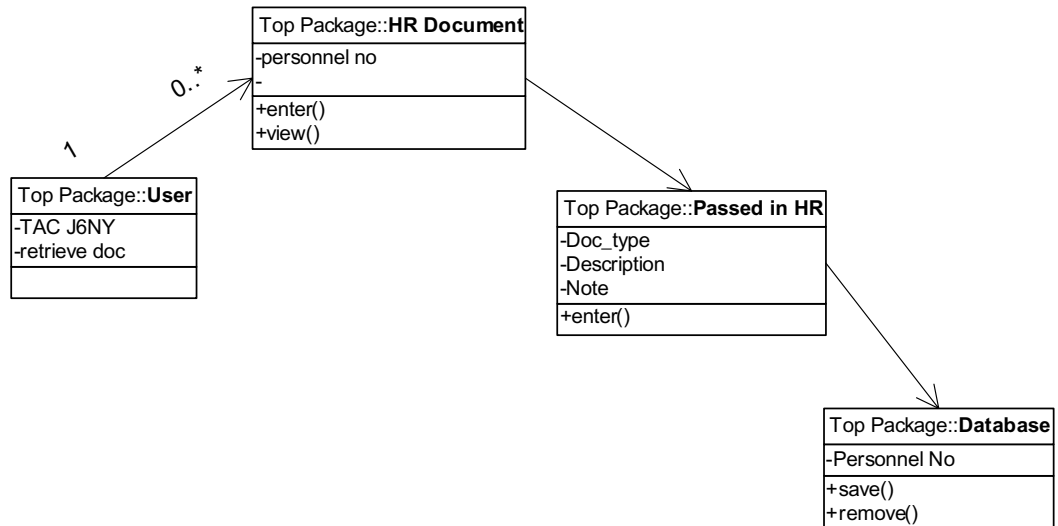 Top Package::HR Document
-personnel no
-
+enter()
+view()
0..*
1
Top Package::User
-TAC J6NY
-retrieve doc
Top Package::Passed in HR
-Doc_type
-Description
-Note
+enter()
Top Package::Database
-Personnel No
+save()
+remove()